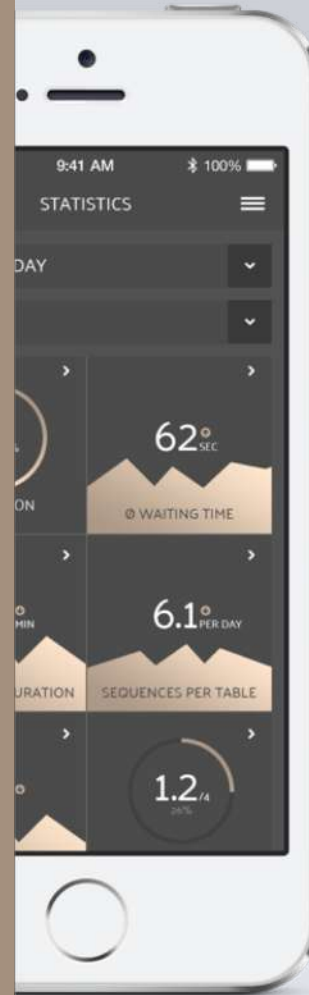 9:41 AM 100%
STATISTICS
DAY
62 SEC
ON
Ø WAITING TIME
MIN
6.1 PER DAY
URATION
SEQUENCES PER TABLE
1.2/4
26%